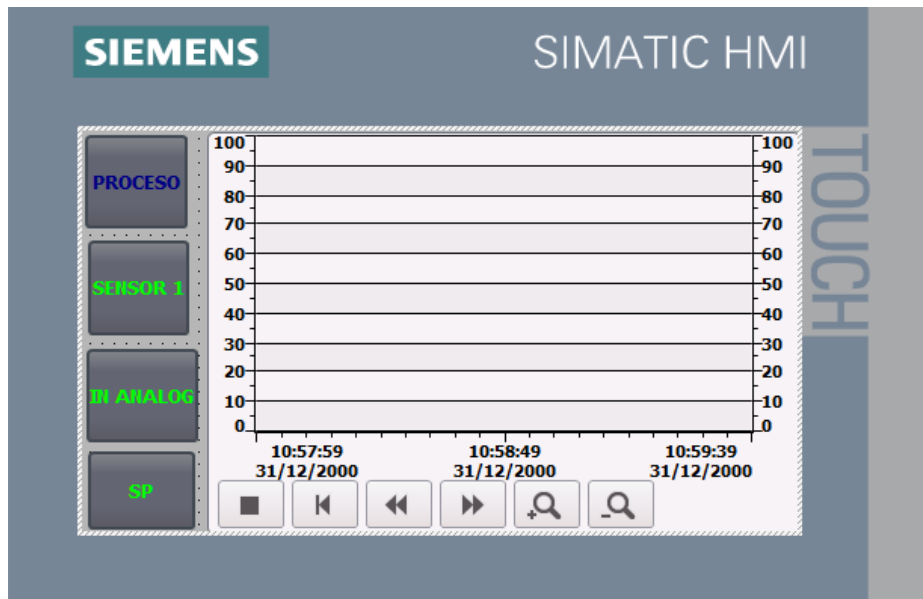 SIEMENS
SIMATIC HMI
TOUCH
PROCESO
SENSOR 1
IN ANALOG
SP
100 100
90 90
80 80
70 70
60 60
50 50
40 40
30 30
20 20
10 10
0 0
10:57:59 10:58:49 10:59:39
31/12/2000 31/12/2000 31/12/2000